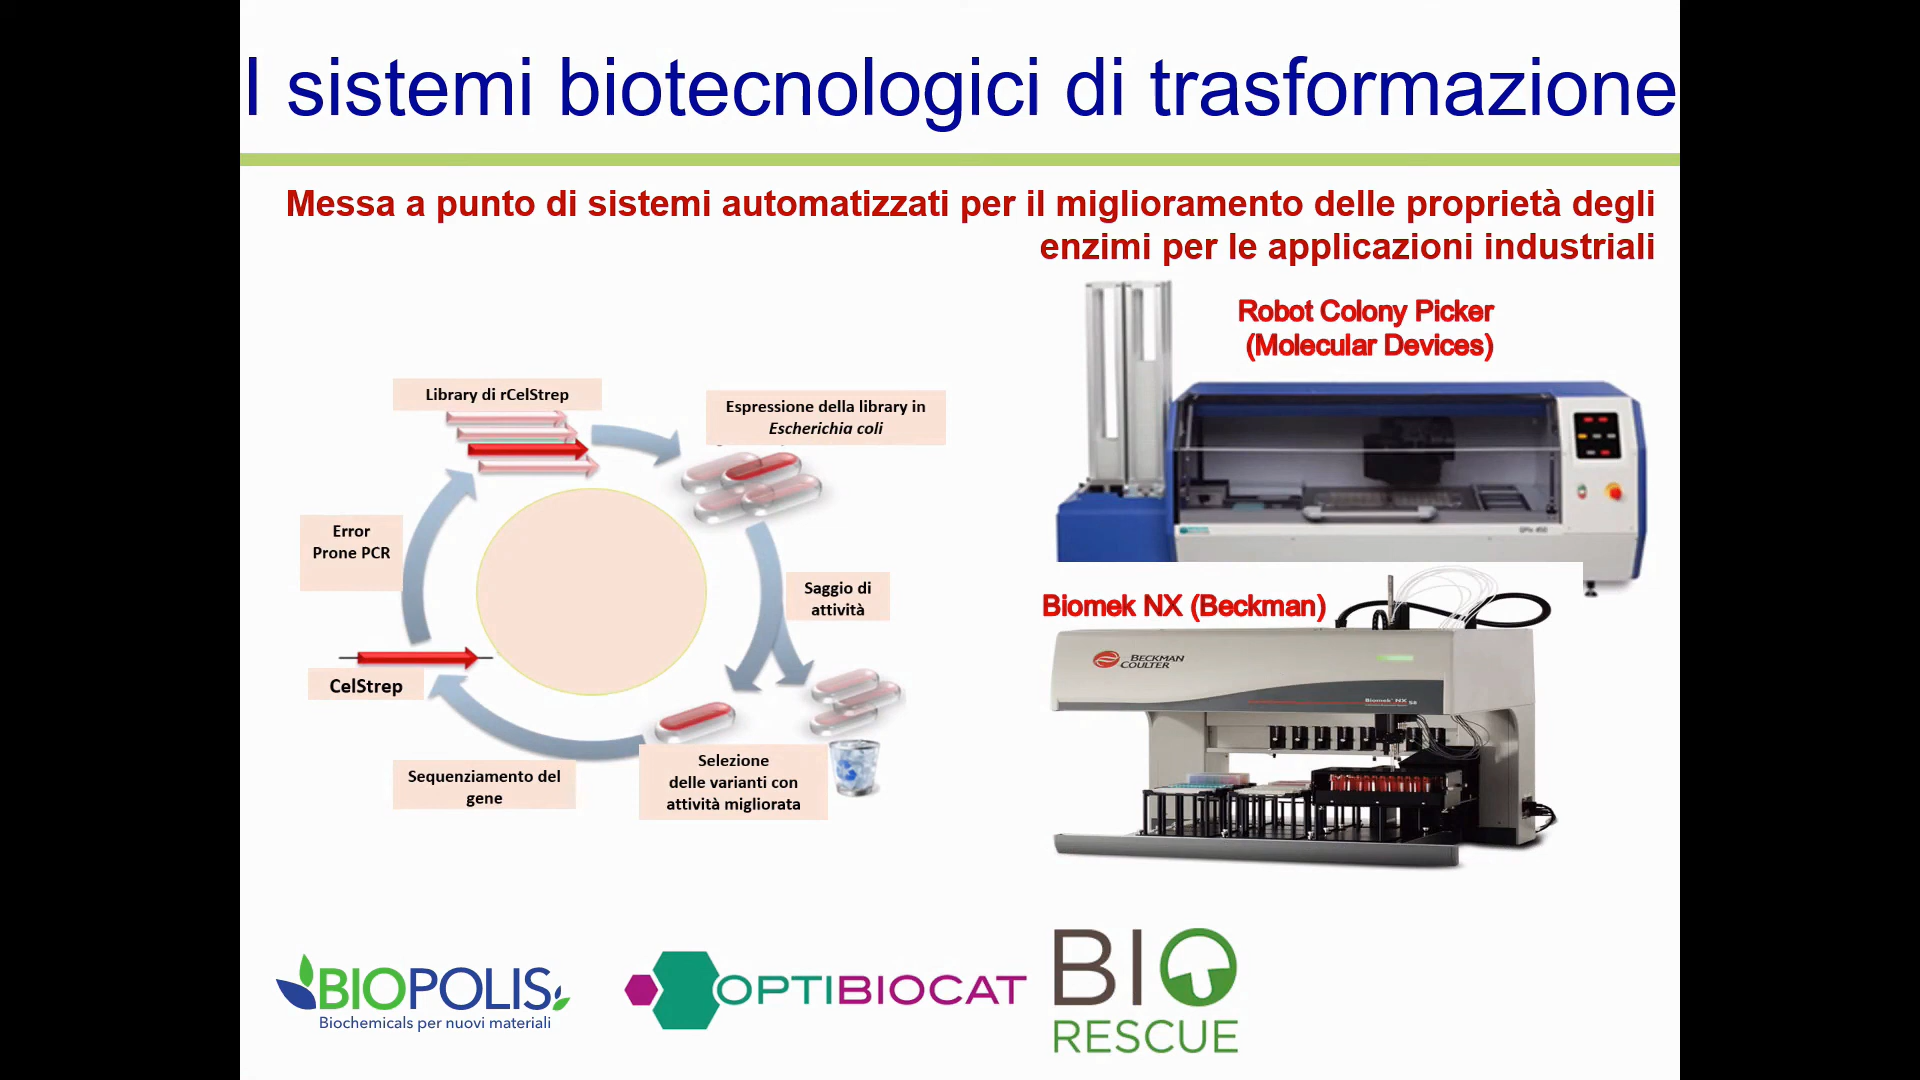 I sistemi biotecnologici di trasformazione
Messa a punto di sistemi automatizzati per il miglioramento delle proprietà degli
enzimi per le applicazioni industriali
Robot Colony Picker
(Molecular Devices)
Library di rCelStrep
Espressione della library in
Escherichia coli
Error
Prone PCR
Saggio di
attività
CelStrep
Selezione
delle varianti con
attività migliorata
Sequenziamento del
gene
Biomek NX (Beckman)
BECKMAN
COULTER
Biomek NX
BIOPOLIS
Biochemicals per nuovi materiali
OPTIBIOCAT
BIO
RESCUE